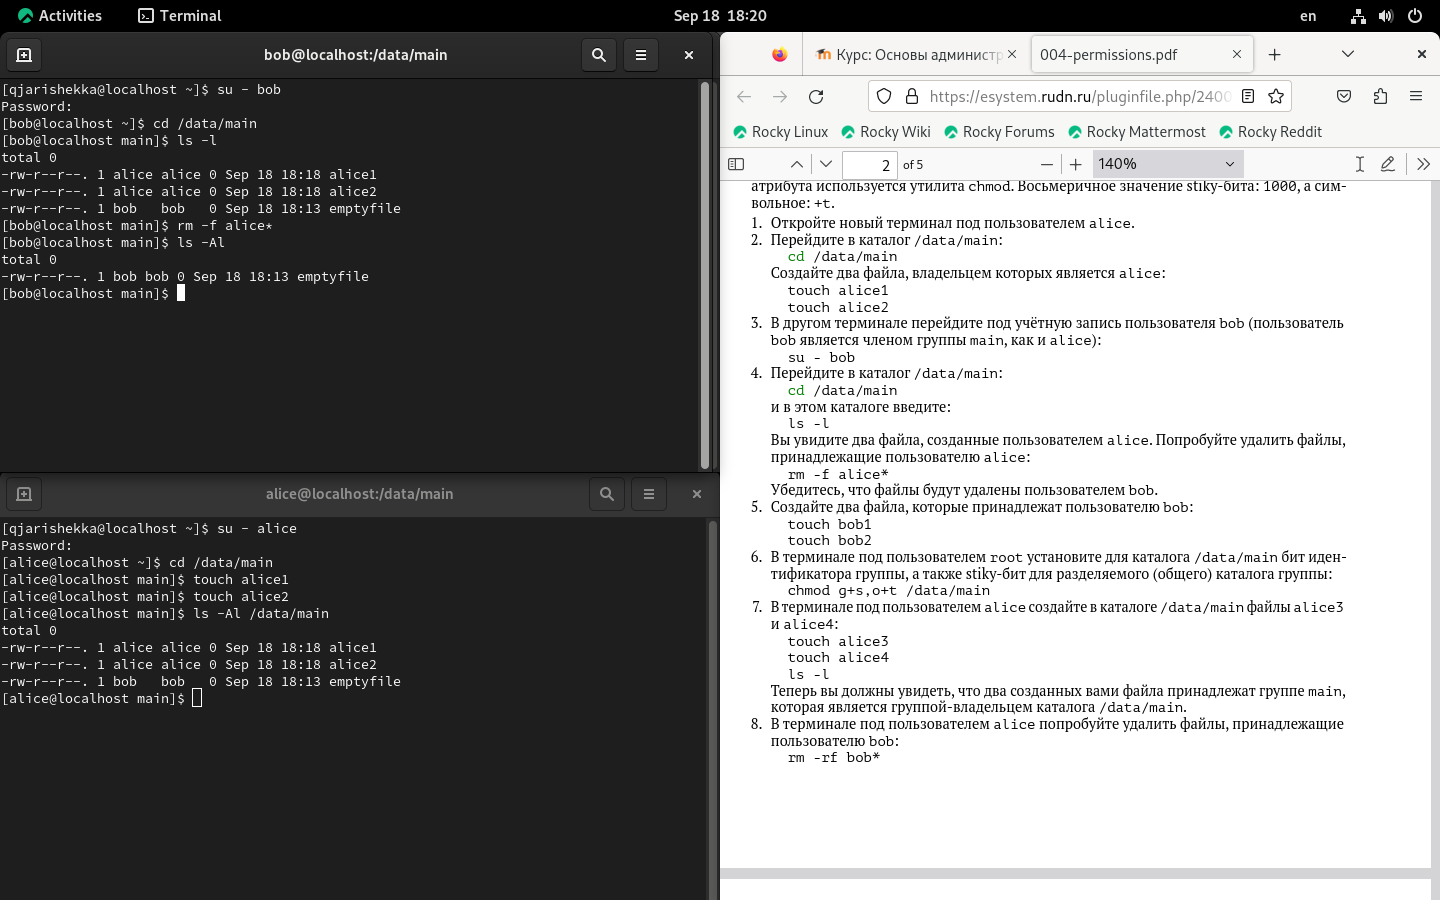 Activities
Terminal
Sep 18 18:20
en
bob@localhost:/data/main
[qjarishekka@localhost ~]$ su - bob
Password:
[bob@localhost ~]$ cd /data/main
[bob@localhost main]$ ls -l
total 0
-rw-r--r--. 1 alice alice 0 Sep 18 18:18 alice1
-rw-r--r--. 1 alice alice 0 Sep 18 18:18 alice2
-rw-r--r--. 1 bob   bob   0 Sep 18 18:13 emptyfile
[bob@localhost main]$ rm -f alice*
[bob@localhost main]$ ls -Al
total 0
-rw-r--r--. 1 bob bob 0 Sep 18 18:13 emptyfile
[bob@localhost main]$
alice@localhost:/data/main
[qjarishekka@localhost ~]$ su - alice
Password:
[alice@localhost ~]$ cd /data/main
[alice@localhost main]$ touch alice1
[alice@localhost main]$ touch alice2
[alice@localhost main]$ ls -Al /data/main
total 0
-rw-r--r--. 1 alice alice 0 Sep 18 18:18 alice1
-rw-r--r--. 1 alice alice 0 Sep 18 18:18 alice2
-rw-r--r--. 1 bob   bob   0 Sep 18 18:13 emptyfile
[alice@localhost main]$
Курс: Основы администр
004-permissions.pdf
https://esystem.rudn.ru/pluginfile.php/2400
Rocky Linux
Rocky Wiki
Rocky Forums
Rocky Mattermost
Rocky Reddit
2 of 5
140%
атрибута используется утилита chmod. Восьмеричное значение stiky-бита: 1000, а сим-
вольное: +t.
1. Откройте новый терминал под пользователем alice.
2. Перейдите в каталог /data/main:
cd /data/main
Создайте два файла, владельцем которых является alice:
touch alice1
touch alice2
3. В другом терминале перейдите под учётную запись пользователя bob (пользователь
bob является членом группы main, как и alice):
su - bob
4. Перейдите в каталог /data/main:
cd /data/main
и в этом каталоге введите:
ls -l
Вы увидите два файла, созданные пользователем alice. Попробуйте удалить файлы,
принадлежащие пользователю alice:
rm -f alice*
Убедитесь, что файлы будут удалены пользователем bob.
5. Создайте два файла, которые принадлежат пользователю bob:
touch bob1
touch bob2
6. В терминале под пользователем root установите для каталога /data/main бит иден-
тификатора группы, а также stiky-бит для разделяемого (общего) каталога группы:
chmod g+s,o+t /data/main
7. В терминале под пользователем alice создайте в каталоге /data/main файлы alice3
и alice4:
touch alice3
touch alice4
ls -l
Теперь вы должны увидеть, что два созданных вами файла принадлежат группе main,
которая является группой-владельцем каталога /data/main.
8. В терминале под пользователем alice попробуйте удалить файлы, принадлежащие
пользователю bob:
rm -rf bob*